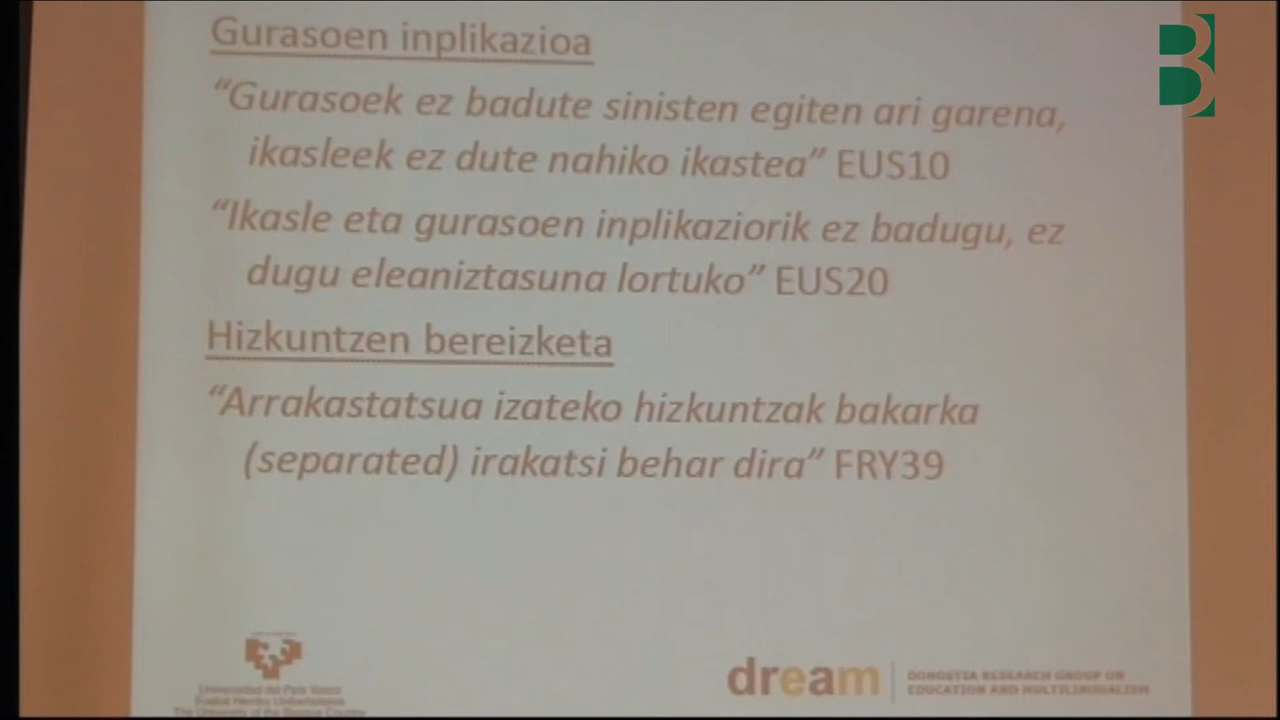 Gurasoen inplikazioa
“Gurasoek ez badute sinisten egiten ari garena,
ikasleek ez dute nahiko ikastea” EUS10
“Ikasle eta gurasoen inplikaziorik ez badugu, ez
dugu eleaniztasuna lortuko” EUS20
Hizkuntzen bereizketa
“Arrakastatsua izateko hizkuntzak bakarka
(separated) irakatsi behar dira” FRY39
Universidad del País Vasco
Euskal Herriko Unibertsitatea
The University of the Basque Country
dream
DONOSTIA RESEARCH GROUP ON
EDUCATION AND MULTILINGUALISM
B